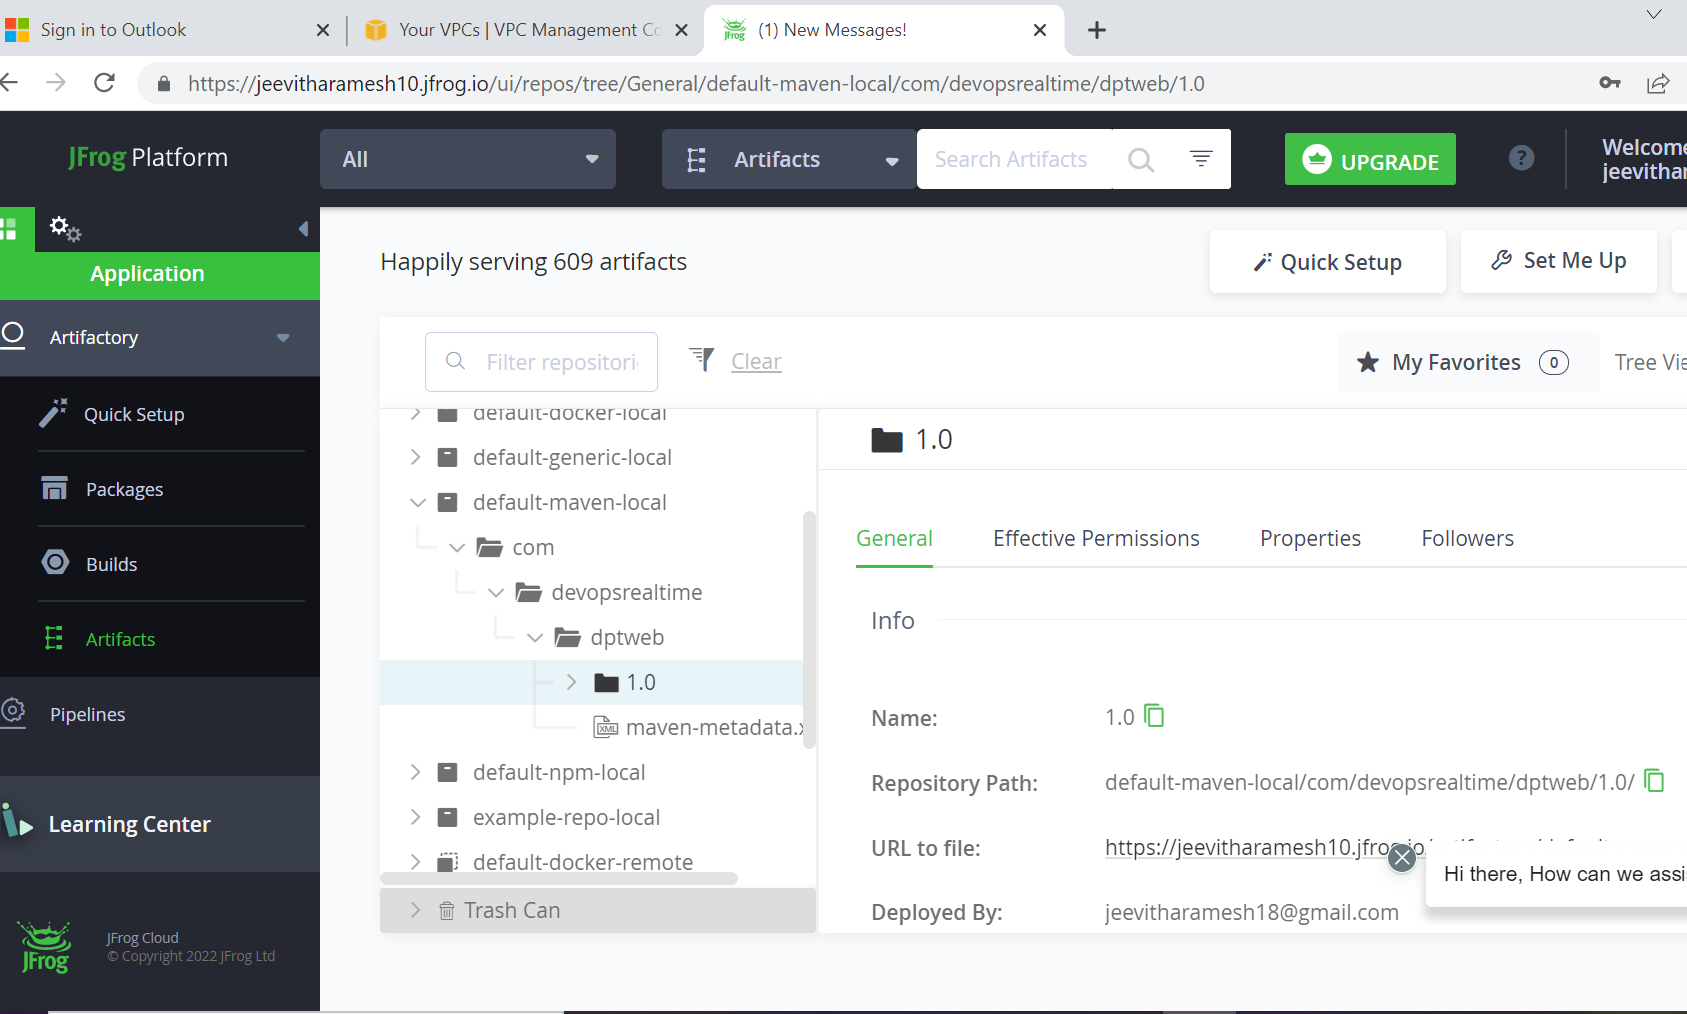 Sign in to Outlook
Your VPCs | VPC Management Co
(1) New Messages!
https://jeevitharamesh10.jfrog.io/ui/repos/tree/General/default-maven-local/com/devopsrealtime/dptweb/1.0
JFrog Platform
All
Artifacts
Search Artifacts
UPGRADE
?
Welcome
jeevithar
Application
Happily serving 609 artifacts
Quick Setup
Set Me Up
Artifactory
Filter repositori
Clear
My Favorites
0
Tree Vie
Quick Setup
Packages
Builds
Artifacts
Pipelines
Learning Center
JFrog
JFrog Cloud
© Copyright 2022 JFrog Ltd
default-docker-local
default-generic-local
default-maven-local
com
devopsrealtime
dptweb
1.0
XML
maven-metadata.x
default-npm-local
example-repo-local
default-docker-remote
Trash Can
1.0
General
Effective Permissions
Properties
Followers
Info
Name:
1.0
Repository Path:
default-maven-local/com/devopsrealtime/dptweb/1.0/
URL to file:
https://jeevitharamesh10.jfrog.io/
Hi there, How can we assi
Deployed By:
jeevitharamesh18@gmail.com